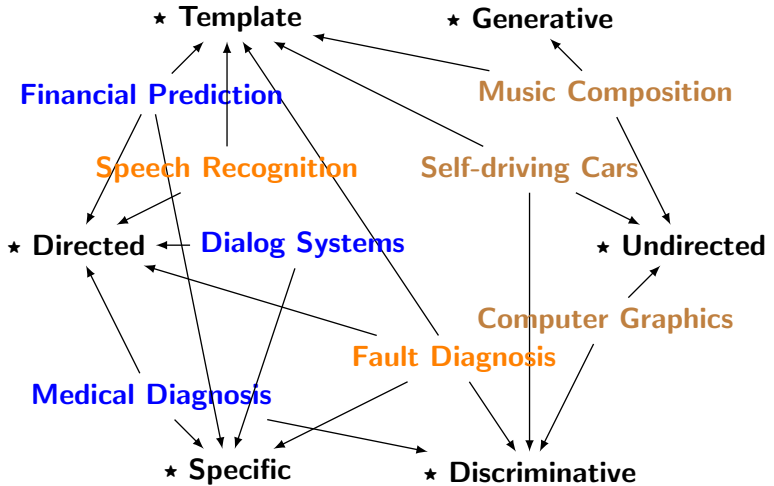 ★ Template
★ Generative
Financial Prediction
Music Composition
Speech Recognition
Self-driving Cars
★ Directed
Dialog Systems
★ Undirected
Computer Graphics
Fault Diagnosis
Medical Diagnosis
★ Specific
★ Discriminative